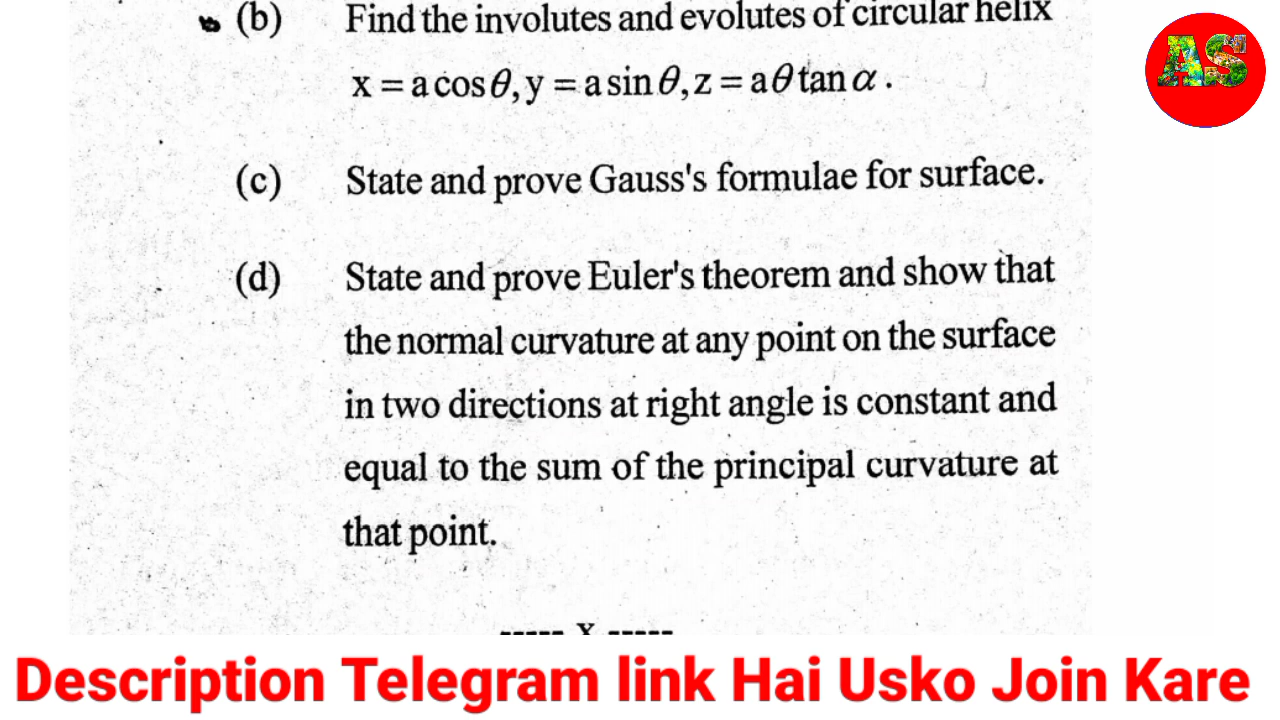 (b) Find the involutes and evolutes of circular helix
x = a cos θ, y = a sin θ, z = aθ tan α .
(c) State and prove Gauss's formulae for surface.
(d) State and prove Euler's theorem and show that
the normal curvature at any point on the surface
in two directions at right angle is constant and
equal to the sum of the principal curvature at
that point.
----- x -----
AS
Description Telegram link Hai Usko Join Kare